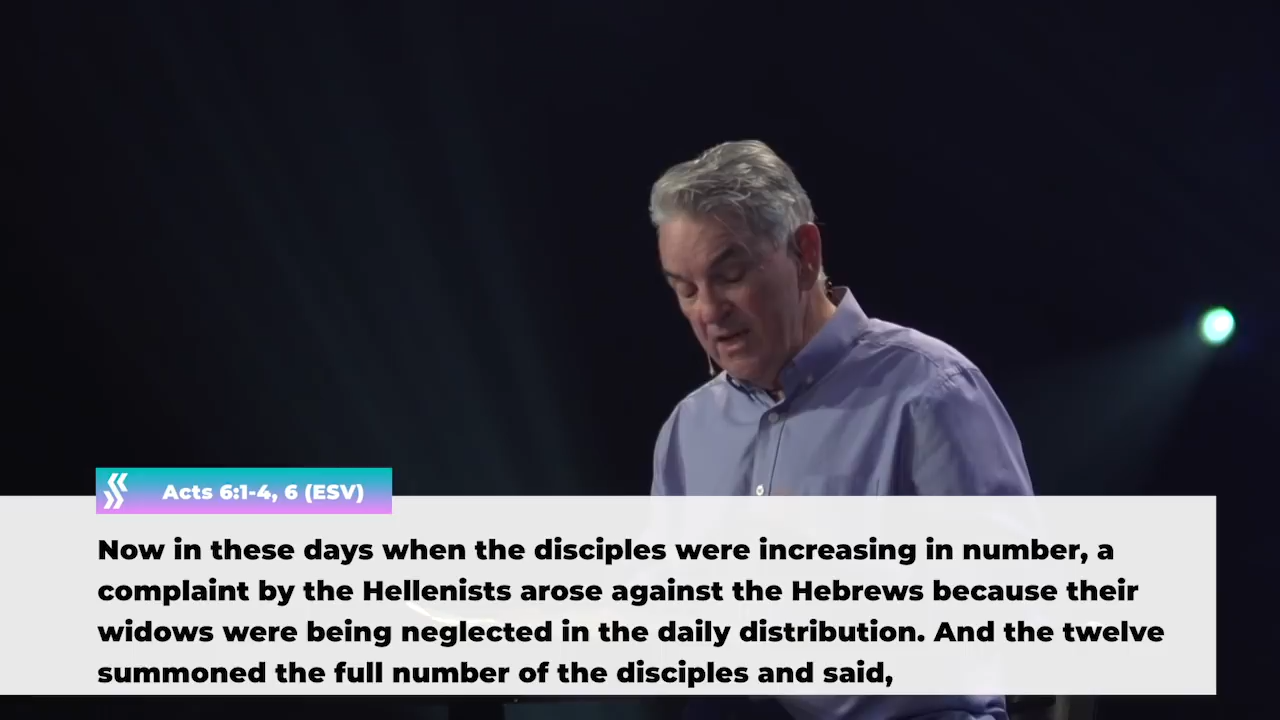 Acts 6:1-4, 6 (ESV)
Now in these days when the disciples were increasing in number, a
complaint by the Hellenists arose against the Hebrews because their
widows were being neglected in the daily distribution. And the twelve
summoned the full number of the disciples and said,